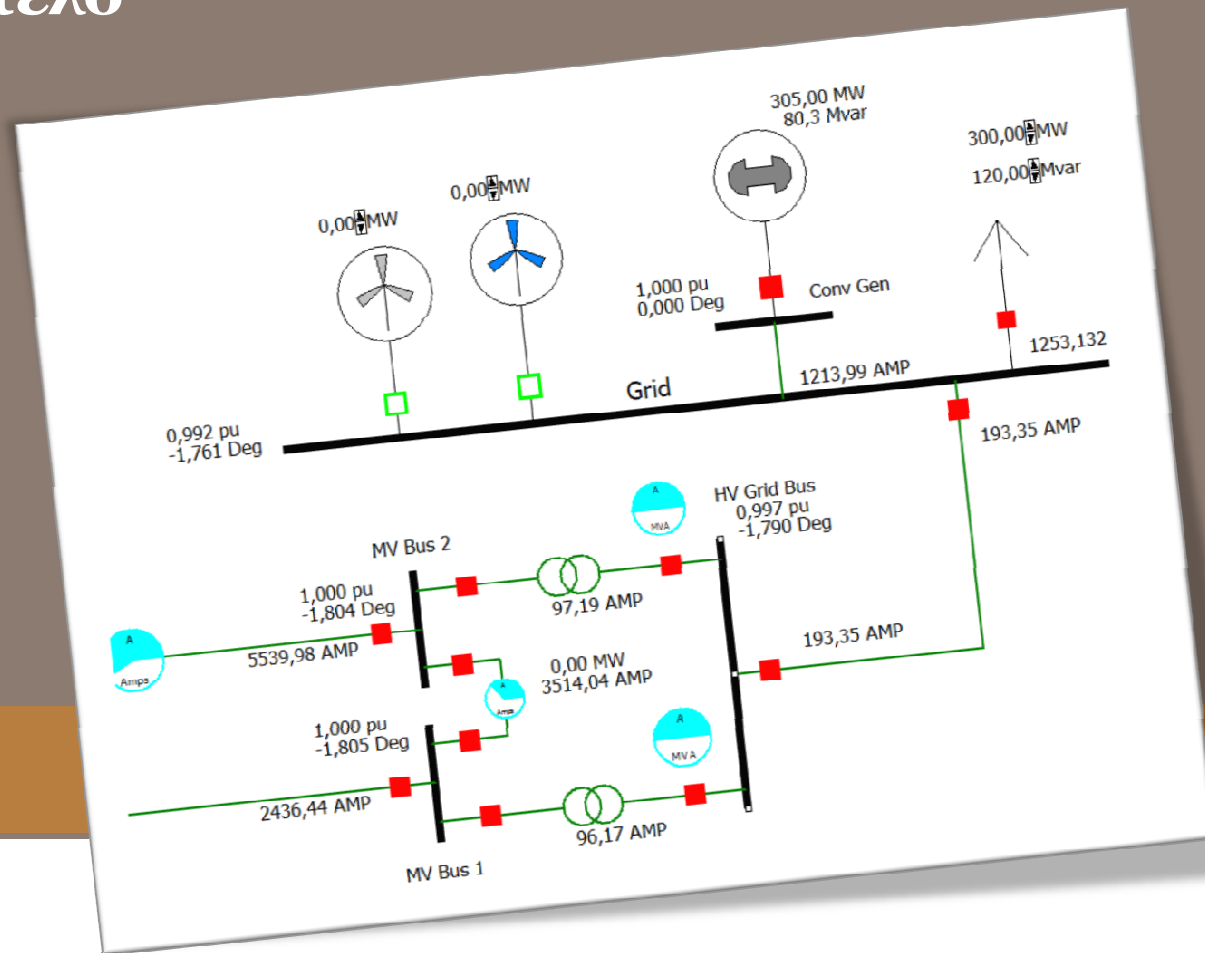 305,00 MW
80,3 Mvar
300,00 MW
120,00 Mvar
0,00 MW
0,00 MW
1,000 pu
0,000 Deg
Conv Gen
1253,132
1213,99 AMP
Grid
0,992 pu
-1,761 Deg
193,35 AMP
A
MVA
HV Grid Bus
0,997 pu
-1,790 Deg
MV Bus 2
1,000 pu
-1,804 Deg
97,19 AMP
A
Amps
5539,98 AMP
193,35 AMP
0,00 MW
3514,04 AMP
A
Amps
A
MVA
1,000 pu
-1,805 Deg
2436,44 AMP
96,17 AMP
MV Bus 1